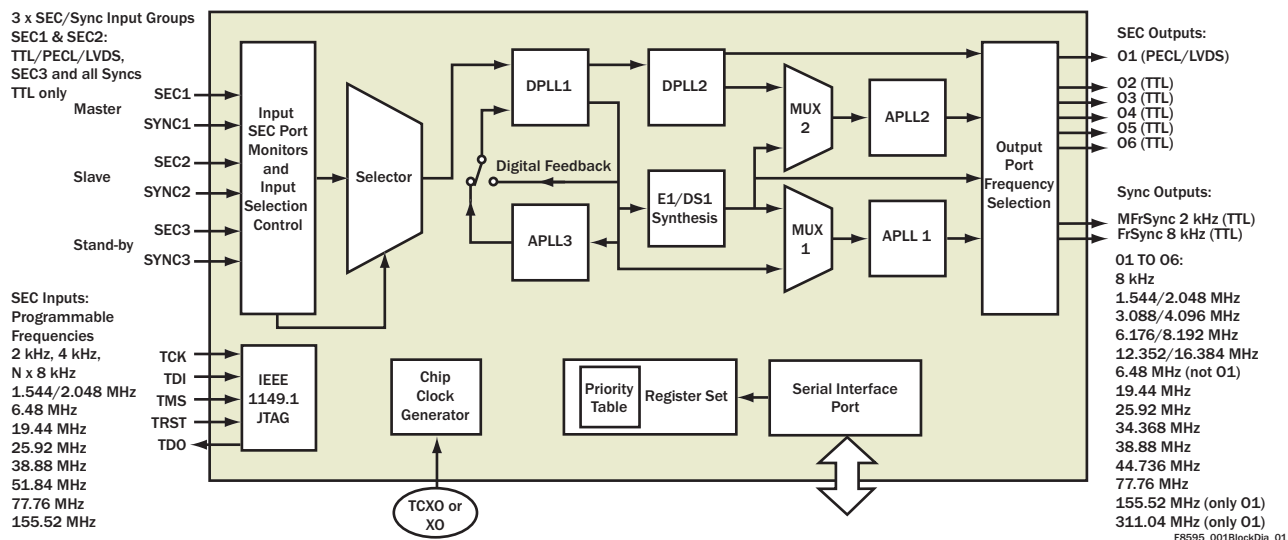 3 x SEC/Sync Input Groups
SEC1 & SEC2:
TTL/PECL/LVDS,
SEC3 and all Syncs
TTL only
Master
Slave
Stand-by
SEC1
SYNC1
SEC2
SYNC2
SEC3
SYNC3
SEC Inputs:
Programmable
Frequencies
2 kHz, 4 kHz,
N x 8 kHz
1.544/2.048 MHz
6.48 MHz
19.44 MHz
25.92 MHz
38.88 MHz
51.84 MHz
77.76 MHz
155.52 MHz
TCK
TDI
TMS
TRST
TDO
Input
SEC Port
Monitors
and
Input
Selection
Control
Selector
DPLL1
DPLL2
Digital Feedback
APLL3
E1/DS1
Synthesis
MUX
2
MUX
1
APLL2
APLL 1
Output
Port
Frequency
Selection
IEEE
1149.1
JTAG
Chip
Clock
Generator
TCXO or
XO
Priority
Table
Register Set
Serial Interface
Port
SEC Outputs:
O1 (PECL/LVDS)
O2 (TTL)
O3 (TTL)
O4 (TTL)
O5 (TTL)
O6 (TTL)
Sync Outputs:
MFrSync 2 kHz (TTL)
FrSync 8 kHz (TTL)
01 TO 06:
8 kHz
1.544/2.048 MHz
3.088/4.096 MHz
6.176/8.192 MHz
12.352/16.384 MHz
6.48 MHz (not O1)
19.44 MHz
25.92 MHz
34.368 MHz
38.88 MHz
44.736 MHz
77.76 MHz
155.52 MHz (only O1)
311.04 MHz (only O1)
F8595_001BlockDia_01